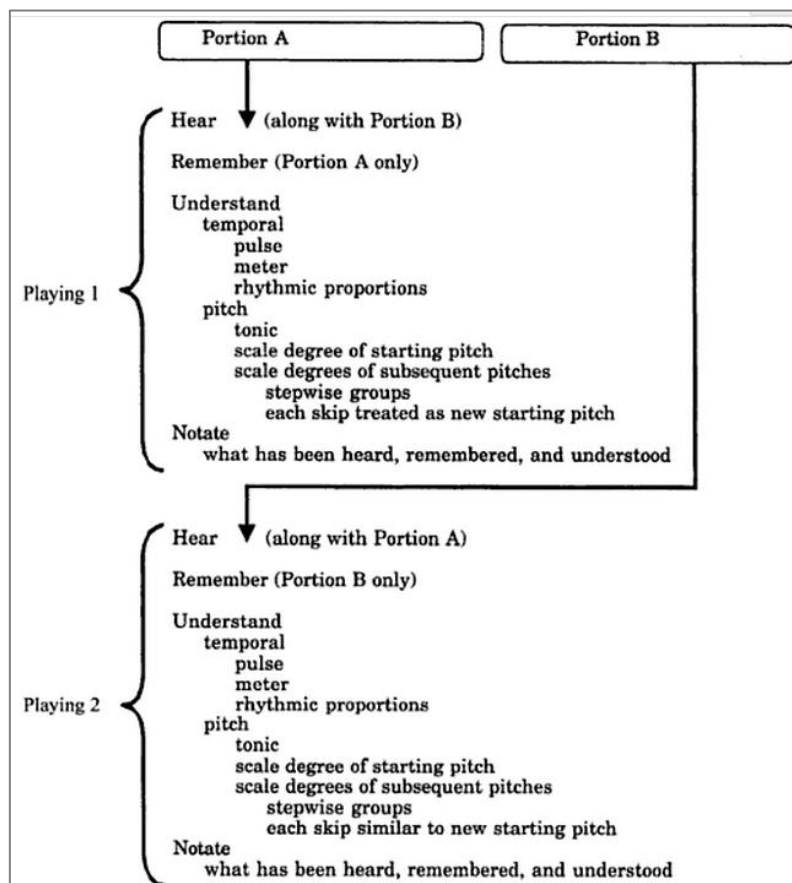 Portion A
Portion B
Hear (along with Portion B)
Remember (Portion A only)
Understand
temporal
pulse
meter
rhythmic proportions
Playing 1
pitch
tonic
scale degree of starting pitch
scale degrees of subsequent pitches
stepwise groups
each skip treated as new starting pitch
Notate
what has been heard, remembered, and understood
Hear (along with Portion A)
Remember (Portion B only)
Understand
temporal
pulse
meter
rhythmic proportions
Playing 2
pitch
tonic
scale degree of starting pitch
scale degrees of subsequent pitches
stepwise groups
each skip similar to new starting pitch
Notate
what has been heard, remembered, and understood